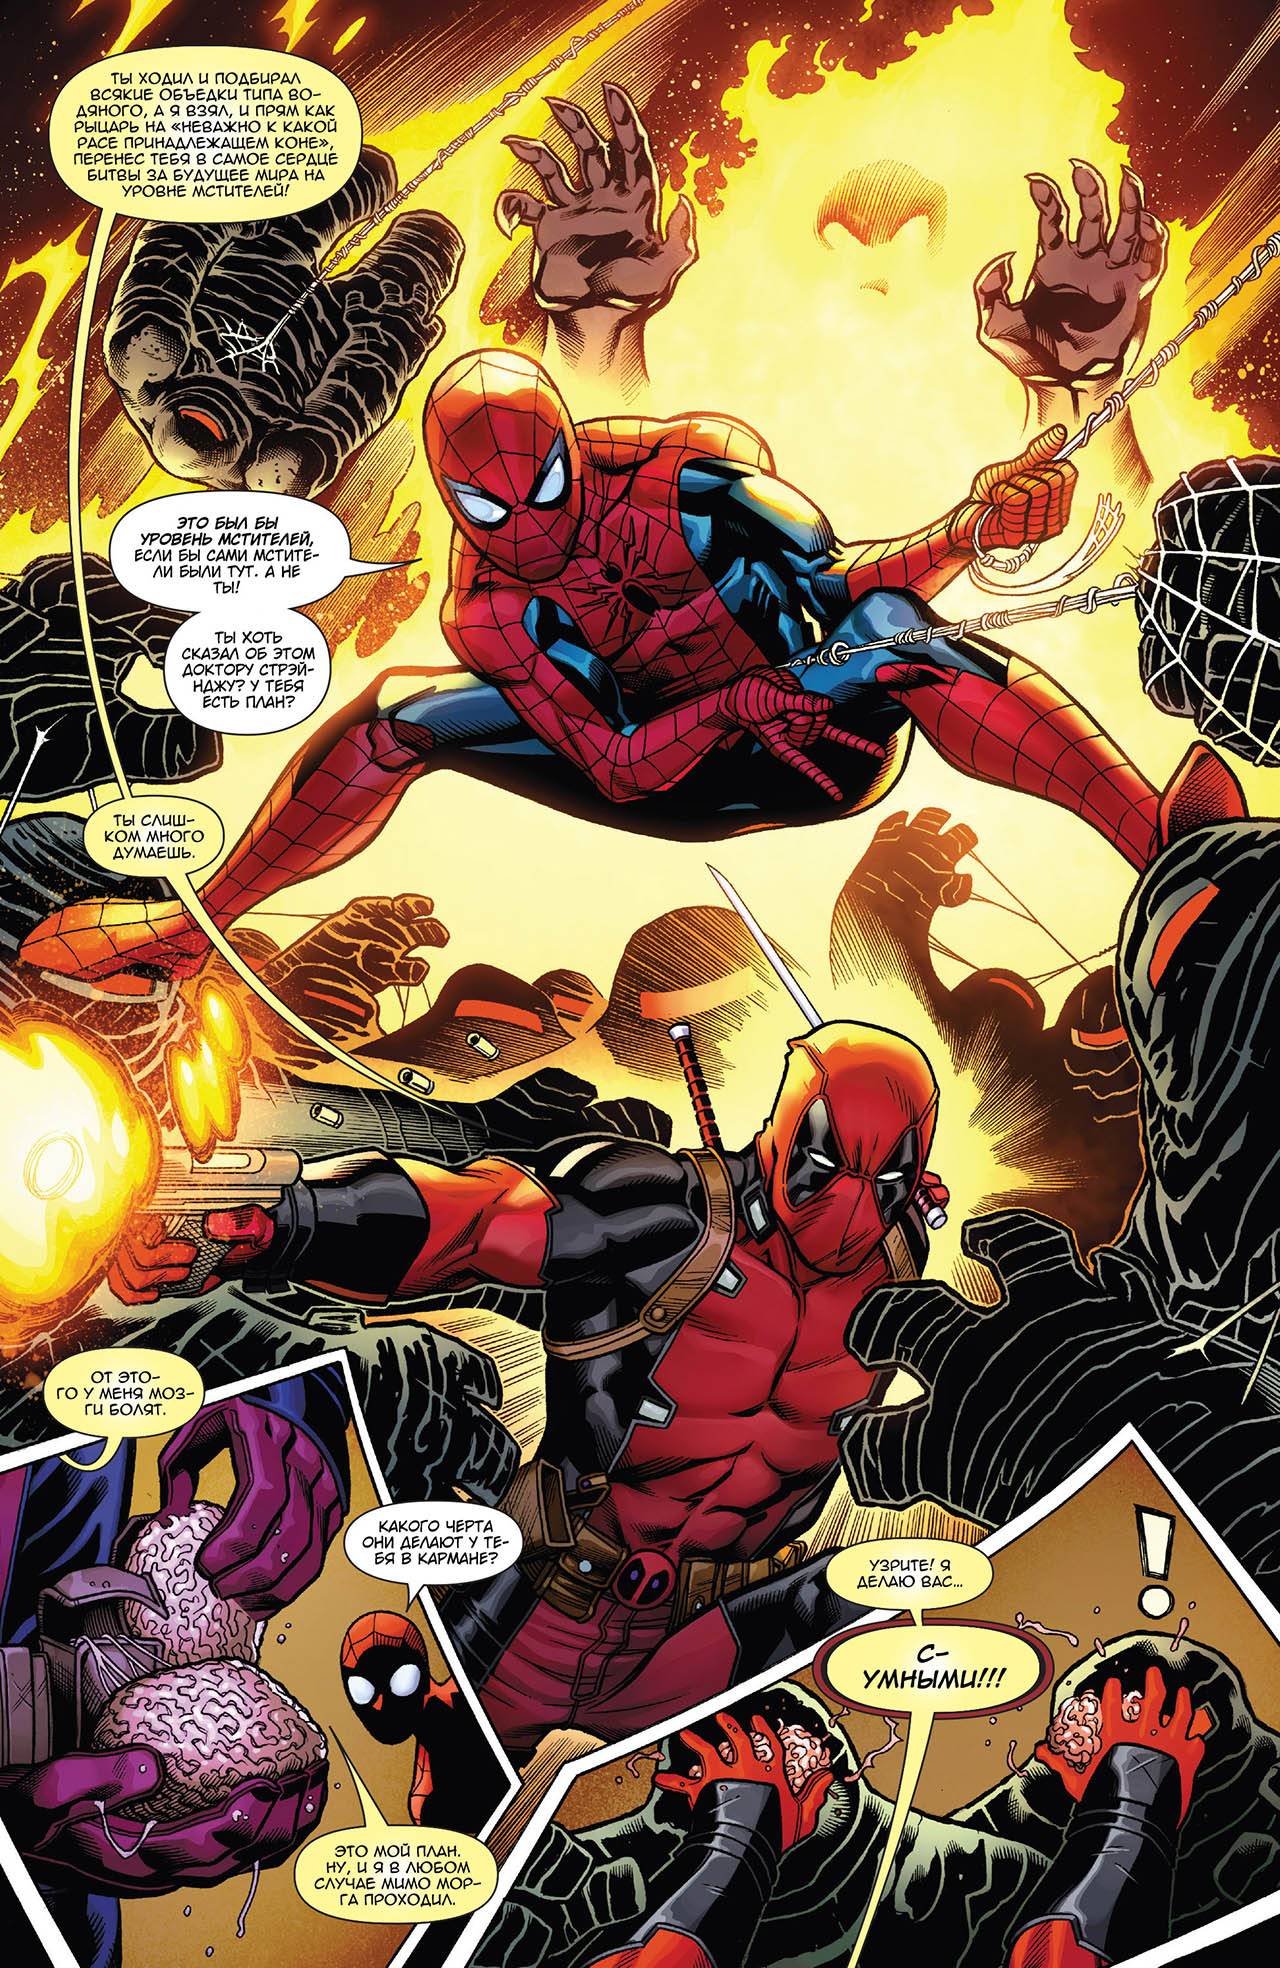 ТЫ ХОДИЛ И ПОДБИРАЛ
ВСЯКИЕ ОБЪЕДКИ ТИПА ВО-
ДЯНОГО, А Я ВЗЯЛ, И ПРЯМ КАК
РЫЦАРЬ НА «НЕВАЖНО К КАКОЙ
РАСЕ ПРИНАДЛЕЖАЩЕМ КОНЕ»,
ПЕРЕНЕС ТЕБЯ В САМОЕ СЕРДЦЕ
БИТВЫ ЗА БУДУЩЕЕ МИРА НА
УРОВНЕ МСТИТЕЛЕЙ!
ЭТО БЫЛ БЫ
УРОВЕНЬ МСТИТЕЛЕЙ,
ЕСЛИ БЫ САМИ МСТИТЕ-
ЛИ БЫЛИ ТУТ. А НЕ
ТЫ!
ТЫ ХОТЬ
СКАЗАЛ ОБ ЭТОМ
ДОКТОРУ СТРЭЙ-
НДЖУ? У ТЕБЯ
ЕСТЬ ПЛАН?
ТЫ СЛИШ-
КОМ МНОГО
ДУМАЕШЬ.
ОТ ЭТО-
ГО У МЕНЯ МОЗ-
ГИ БОЛЯТ.
КАКОГО ЧЕРТА
ОНИ ДЕЛАЮТ У ТЕ-
БЯ В КАРМАНЕ?
ЭТО МОЙ ПЛАН.
НУ, И Я В ЛЮБОМ
СЛУЧАЕ МИМО МОР-
ГА ПРОХОДИЛ.
УЗРИТЕ! Я
ДЕЛАЮ ВАС...
С-
УМНЫМИ!!!
!